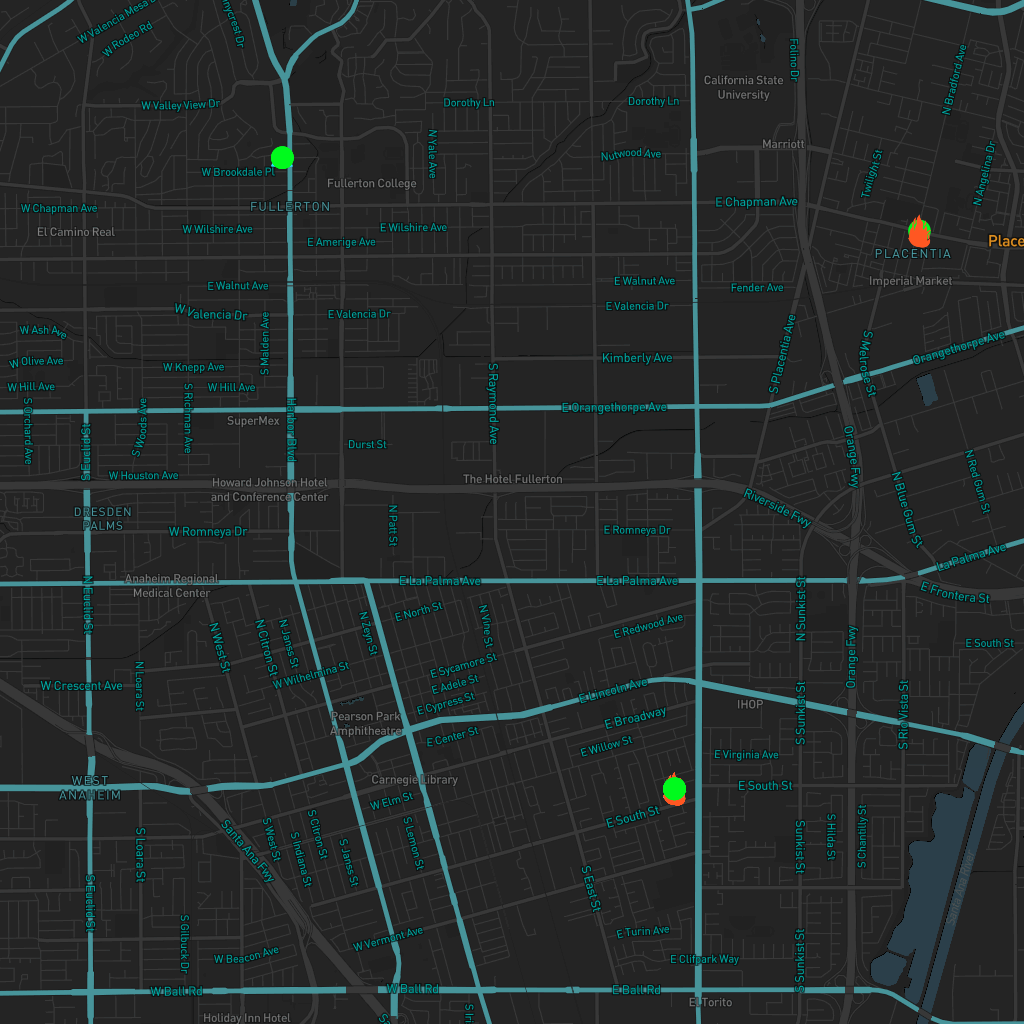 W Valencia Mesa D
W Rodeo Rd
nycrest Dr
Folino Dr
California State
University
N Bradford Ave
W Valley View Dr
Dorothy Ln
Dorothy Ln
N Yale Ave
Marriott
Nutwood Ave
Twilight St
N Angelina Dr
W Brookdale Pl
Fullerton College
W Chapman Ave
FULLERTON
E Chapman Ave
El Camino Real
W Wilshire Ave
E Wilshire Ave
E Amerige Ave
Place
PLACENTIA
Imperial Market
E Walnut Ave
E Walnut Ave
Fender Ave
W Valencia Dr
E Valencia Dr
E Valencia Dr
W Ash Ave
S Malden Ave
S Placentia Ave
S Melrose St
Orangethorpe Ave
W Olive Ave
W Knepp Ave
Kimberly Ave
W Hill Ave
W Hill Ave
S Raymond Ave
S Orchard Ave
S Woods Ave
S Richman Ave
SuperMex
Harbor Blvd
E Orangethorpe Ave
Durst St
S Euclid St
Orange Fwy
W Houston Ave
Howard Johnson Hotel
and Conference Center
The Hotel Fullerton
N Red Gum St
N Blue Gum St
Riverside Fwy
DRESDEN
PALMS
W Romneya Dr
N Patt St
E Romneya Dr
La Palma Ave
Anaheim Regional
Medical Center
E La Palma Ave
E La Palma Ave
E Frontera St
N Euclid St
N West St
N Citron St
N Janss St
N Zeyn St
E North St
N Vine St
E Redwood Ave
N Sunkist St
Orange Fwy
E South St
W Crescent Ave
N Loara St
W Wilhelmina St
E Sycamore St
E Adele St
E Cypress St
E Lincoln Ave
S Sunkist St
S Rio Vista St
IHOP
Pearson Park
Amphitheatre
E Center St
E Broadway
E Willow St
E Virginia Ave
WEST
ANAHEIM
Carnegie Library
E South St
W Elm St
E South St
S Loara St
Santa Ana Fwy
S West St
S Indiana St
S Citron St
S Janss St
S Lemon St
Sunkist St
S Hilda St
S Chantilly St
S Euclid St
S East St
S Gilbuck Dr
W Beacon Ave
W Vermont Ave
E Turin Ave
E Clifpark Way
S Sunkist St
W Ball Rd
W Ball Rd
E Ball Rd
El Torito
Holiday Inn Hotel